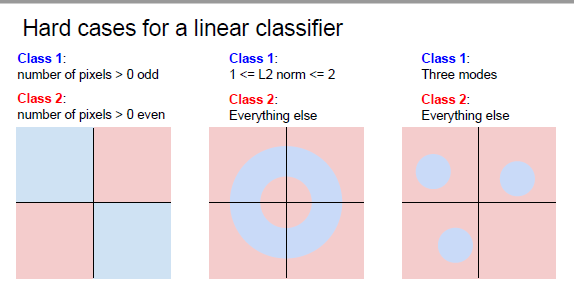 Hard cases for a linear classifier
Class 1:
number of pixels > 0 odd
Class 2:
number of pixels > 0 even
Class 1:
1 <= L2 norm <= 2
Class 2:
Everything else
Class 1:
Three modes
Class 2:
Everything else